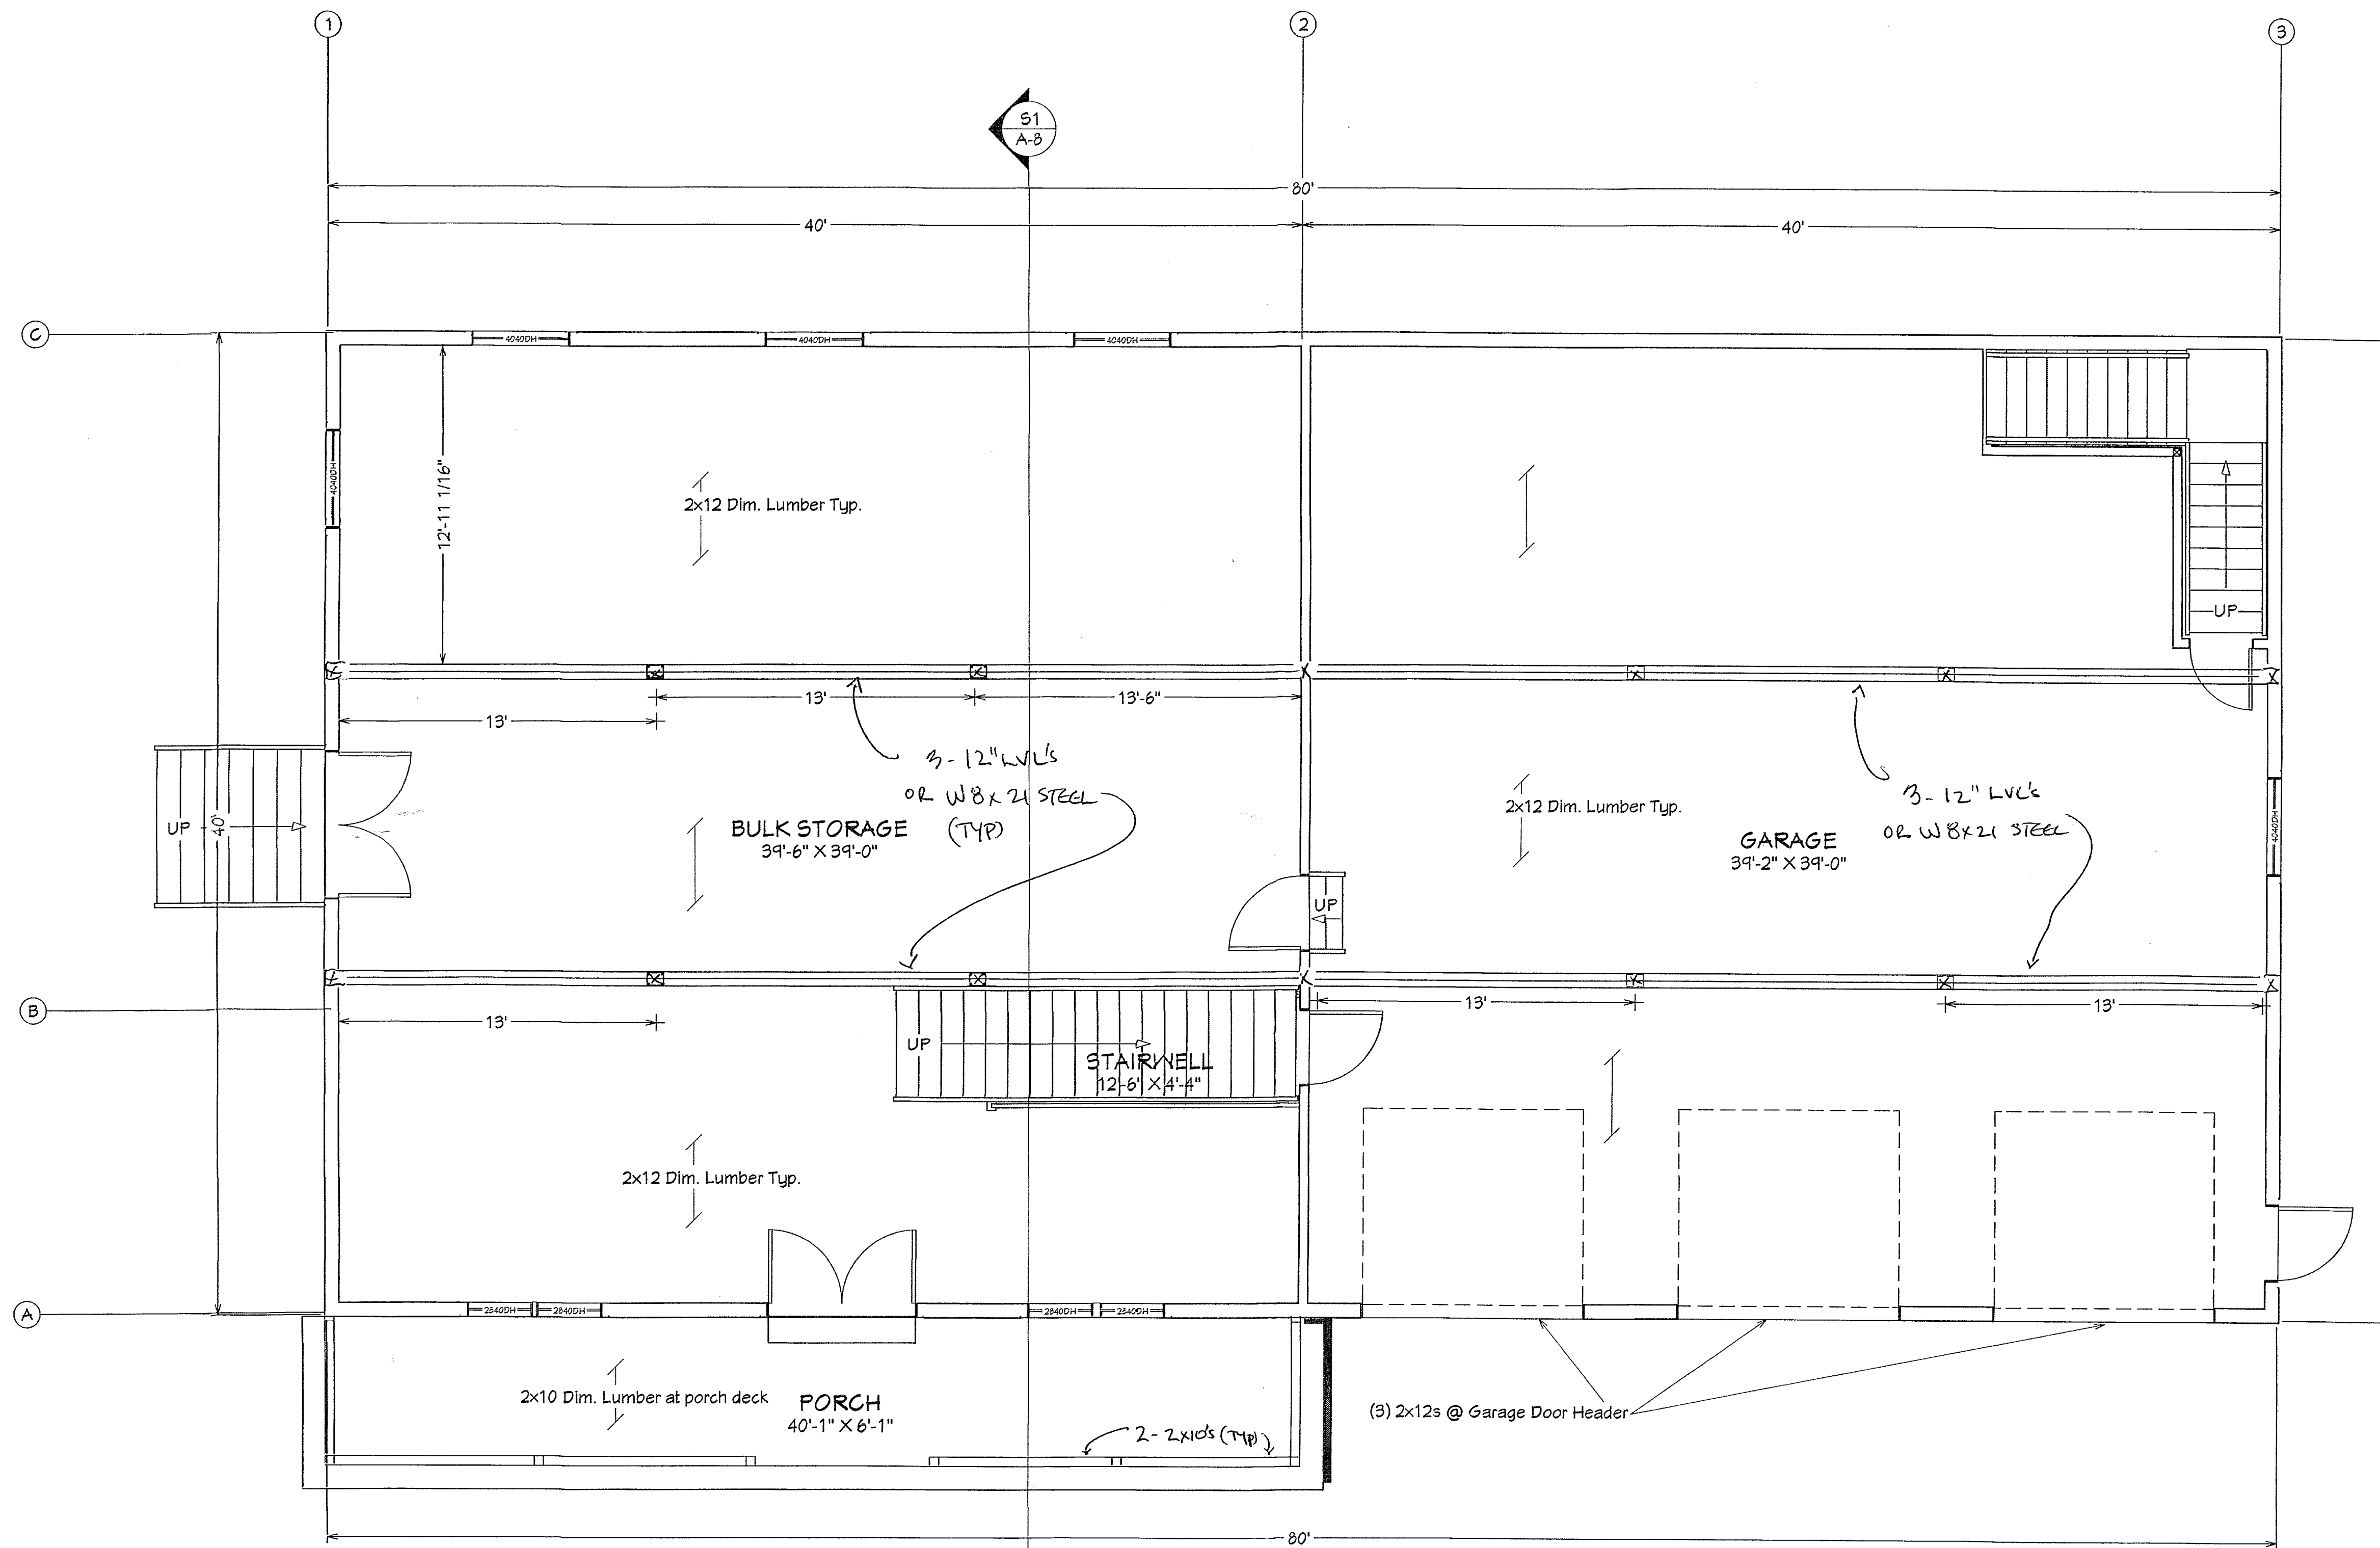 1
2
3
S1
A-8
80'
40'
40'
C
4040DH
4040DH
4040DH
4040DH
12'-11 1/16"
2x12 Dim. Lumber Typ.
UP
13'
13'-6"
13'
3-12" LVL's
OR W8x21 STEEL
(TYP)
UP
40'
BULK STORAGE
39'-6" X 39'-0"
2x12 Dim. Lumber Typ.
GARAGE
39'-2" X 39'-0"
3-12" LVL's
OR W8x21 STEEL
4040DH
UP
B
13'
13'
13'
UP
STAIRWELL
12'-6" X 4'-4"
2x12 Dim. Lumber Typ.
A
2840DH
2840DH
2840DH
2840DH
2x10 Dim. Lumber at porch deck
PORCH
40'-1" X 6'-1"
2-2x10's (TYP)
(3) 2x12s @ Garage Door Header
80'